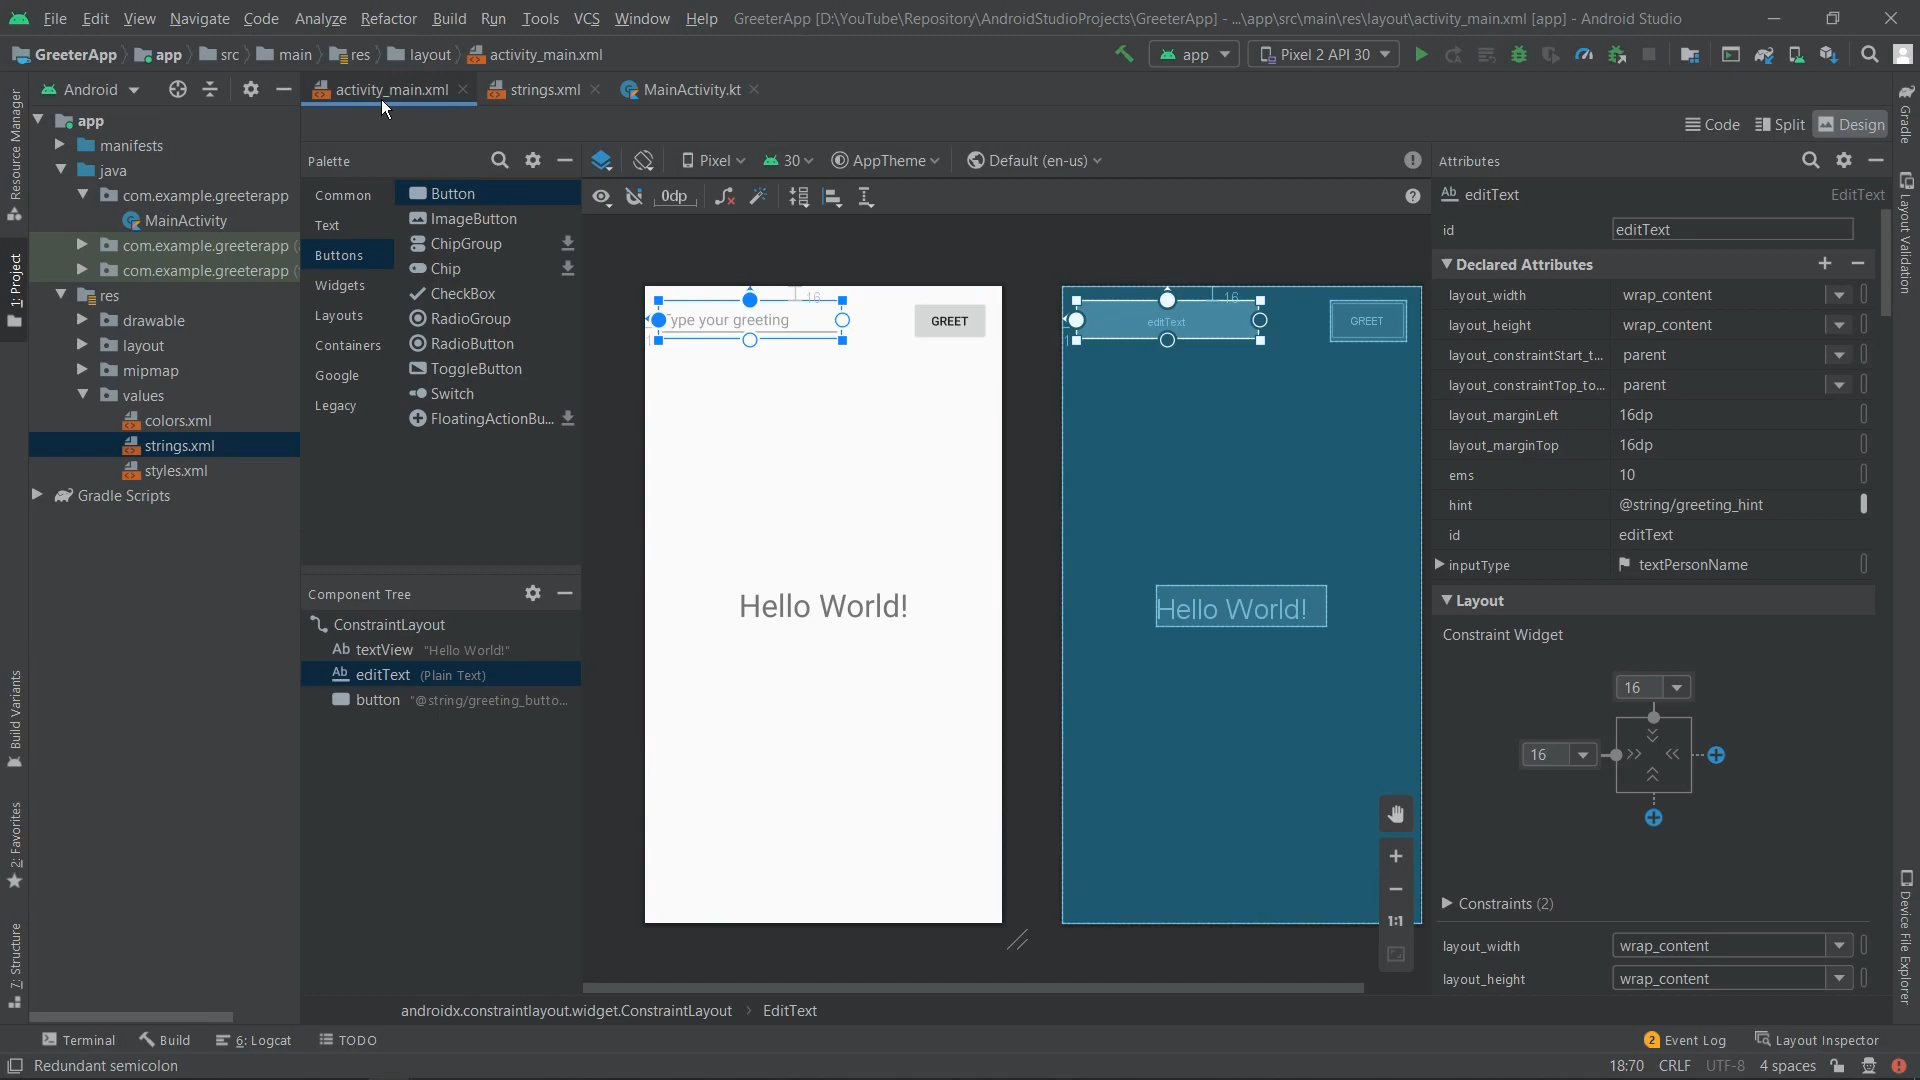 File Edit View Navigate Code Analyze Refactor Build Run Tools VCS Window Help GreeterApp [D:\YouTube\Repository\AndroidStudioProjects\GreeterApp] - ...\app\src\main\res\layout\activity_main.xml [app] - Android Studio
GreeterApp app src main res layout activity_main.xml app Pixel 2 API 30
Android
activity_main.xml strings.xml MainActivity.kt
Code Split Design
Resource Manager
1: Project
Build Variants
2: Favorites
7: Structure
app
manifests
java
com.example.greeterapp
MainActivity
com.example.greeterapp (
com.example.greeterapp (
res
drawable
layout
mipmap
values
colors.xml
strings.xml
styles.xml
Gradle Scripts
Palette
Common
Text
Buttons
Widgets
Layouts
Containers
Google
Legacy
Button
ImageButton
ChipGroup
Chip
CheckBox
RadioGroup
RadioButton
ToggleButton
Switch
FloatingActionBu...
Component Tree
ConstraintLayout
Ab textView "Hello World!"
Ab editText (Plain Text)
button "@string/greeting_butto...
Pixel 30 AppTheme Default (en-us)
0dp
16
ype your greeting GREET
Hello World!
16
editText GREET
Hello World!
1:1
androidx.constraintlayout.widget.ConstraintLayout EditText
Attributes
Ab editText EditText
id editText
Declared Attributes
layout_width wrap_content
layout_height wrap_content
layout_constraintStart_t... parent
layout_constraintTop_to... parent
layout_marginLeft 16dp
layout_marginTop 16dp
ems 10
hint @string/greeting_hint
id editText
inputType textPersonName
Layout
Constraint Widget
16
16
Constraints (2)
layout_width wrap_content
layout_height wrap_content
Gradle
Layout Validation
Device File Explorer
Terminal Build 6: Logcat TODO 2 Event Log Layout Inspector
Redundant semicolon 18:70 CRLF UTF-8 4 spaces